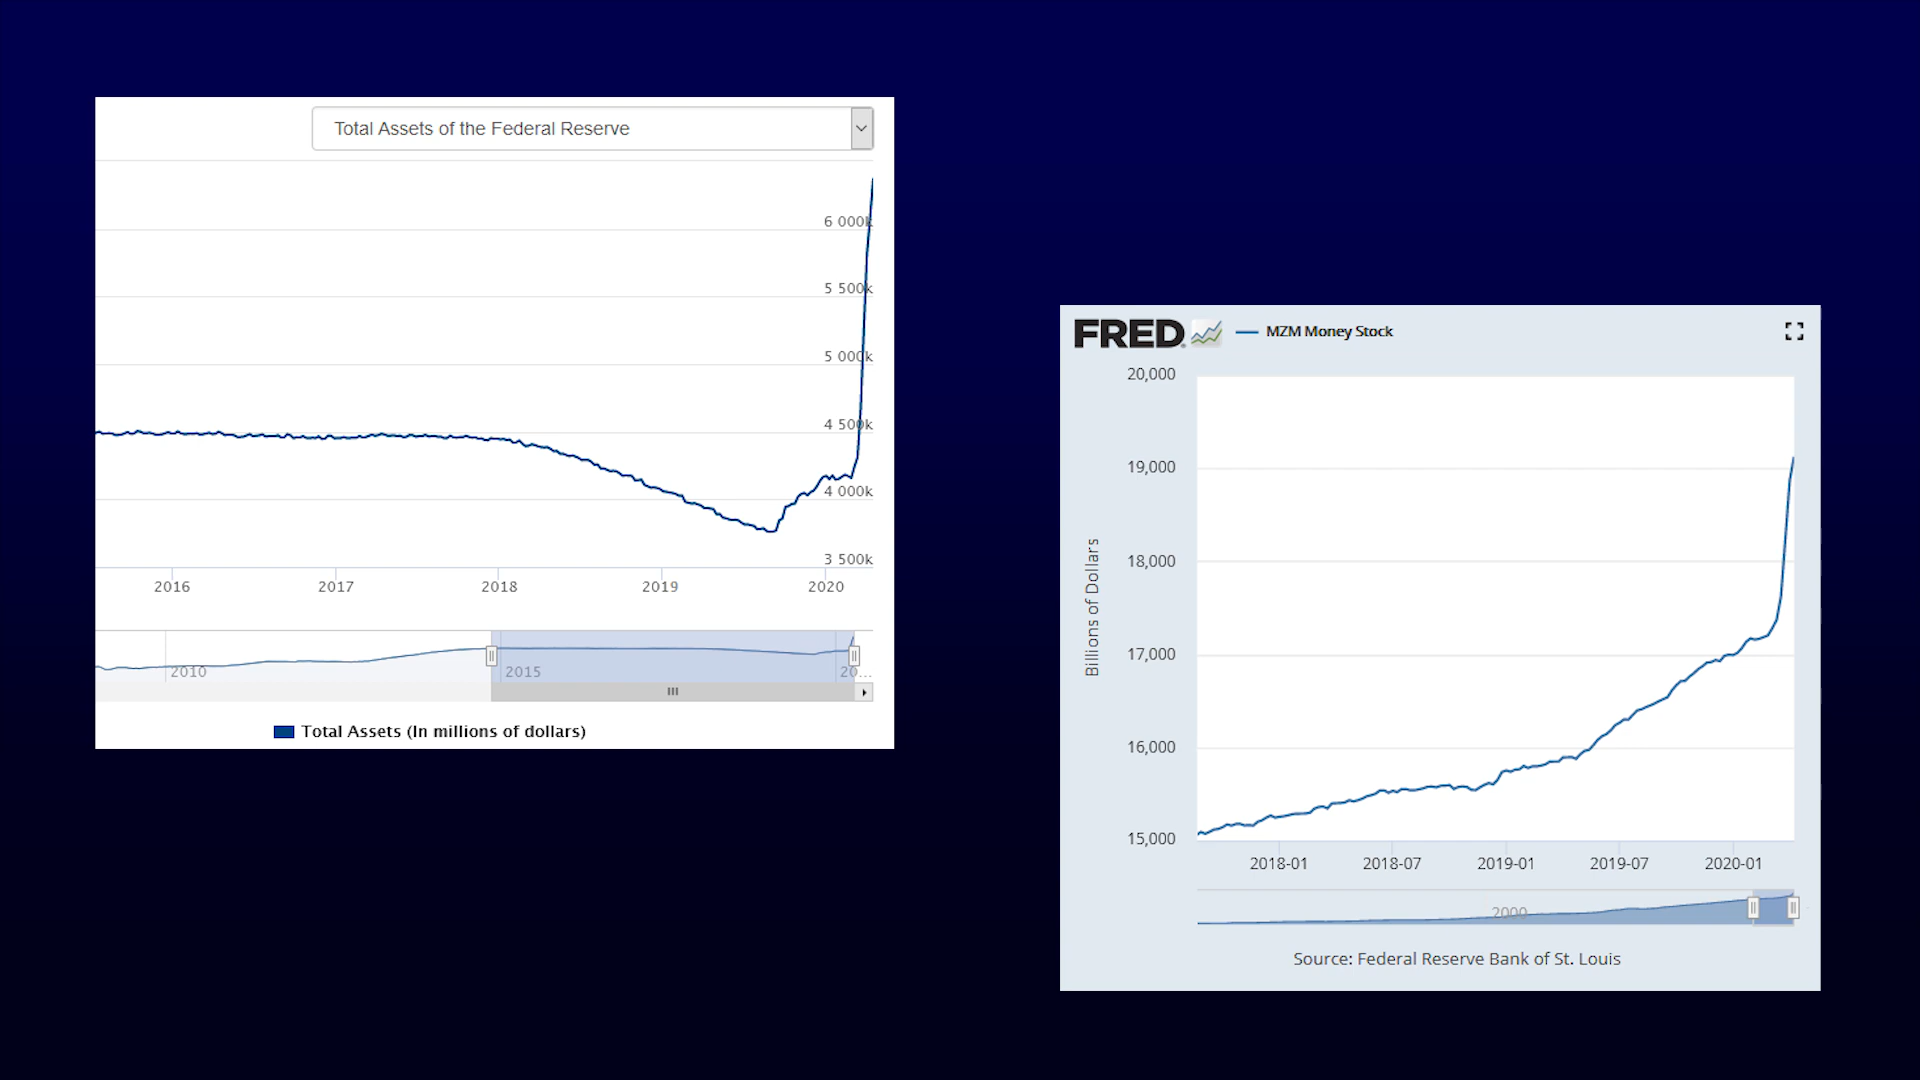 Total Assets of the Federal Reserve
6 000k
5 500k
5 000k
4 500k
4 000k
3 500k
2016 2017 2018 2019 2020
2010 2015 20...
Total Assets (In millions of dollars)
FRED MZM Money Stock
20,000
19,000
18,000
17,000
16,000
15,000
Billions of Dollars
2018-01 2018-07 2019-01 2019-07 2020-01
2000
Source: Federal Reserve Bank of St. Louis